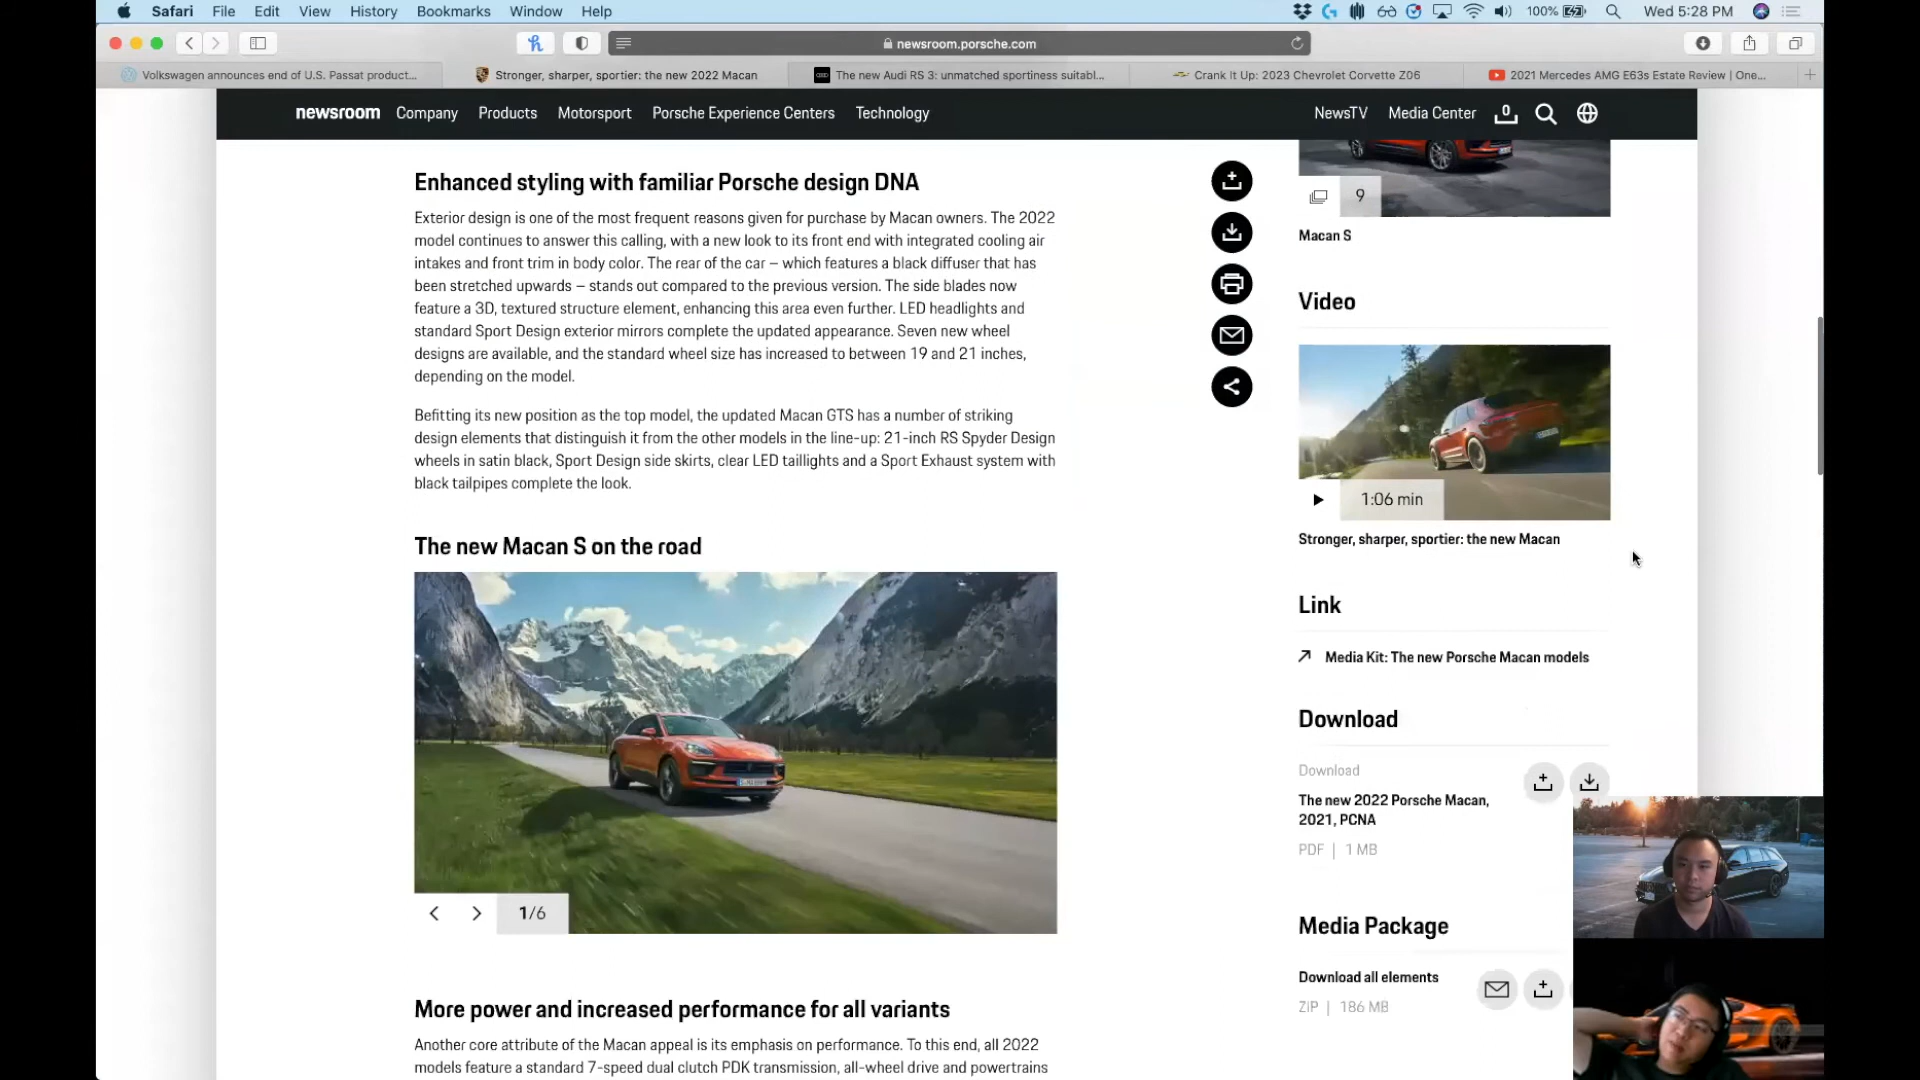 Safari File Edit View History Bookmarks Window Help 100% Wed 5:28 PM
newsroom.porsche.com
Volkswagen announces end of U.S. Passat product... Stronger, sharper, sportier: the new 2022 Macan The new Audi RS 3: unmatched sportiness suitabl... Crank It Up: 2023 Chevrolet Corvette Z06 2021 Mercedes AMG E63s Estate Review | One...
newsroom Company Products Motorsport Porsche Experience Centers Technology NewsTV Media Center 0
Enhanced styling with familiar Porsche design DNA
Exterior design is one of the most frequent reasons given for purchase by Macan owners. The 2022
model continues to answer this calling, with a new look to its front end with integrated cooling air
intakes and front trim in body color. The rear of the car – which features a black diffuser that has
been stretched upwards – stands out compared to the previous version. The side blades now
feature a 3D, textured structure element, enhancing this area even further. LED headlights and
standard Sport Design exterior mirrors complete the updated appearance. Seven new wheel
designs are available, and the standard wheel size has increased to between 19 and 21 inches,
depending on the model.
Befitting its new position as the top model, the updated Macan GTS has a number of striking
design elements that distinguish it from the other models in the line-up: 21-inch RS Spyder Design
wheels in satin black, Sport Design side skirts, clear LED taillights and a Sport Exhaust system with
black tailpipes complete the look.
The new Macan S on the road
1/6
More power and increased performance for all variants
Another core attribute of the Macan appeal is its emphasis on performance. To this end, all 2022
models feature a standard 7-speed dual clutch PDK transmission, all-wheel drive and powertrains
9
Macan S
Video
1:06 min
Stronger, sharper, sportier: the new Macan
Link
Media Kit: The new Porsche Macan models
Download
Download
The new 2022 Porsche Macan,
2021, PCNA
PDF | 1 MB
Media Package
Download all elements
ZIP | 186 MB